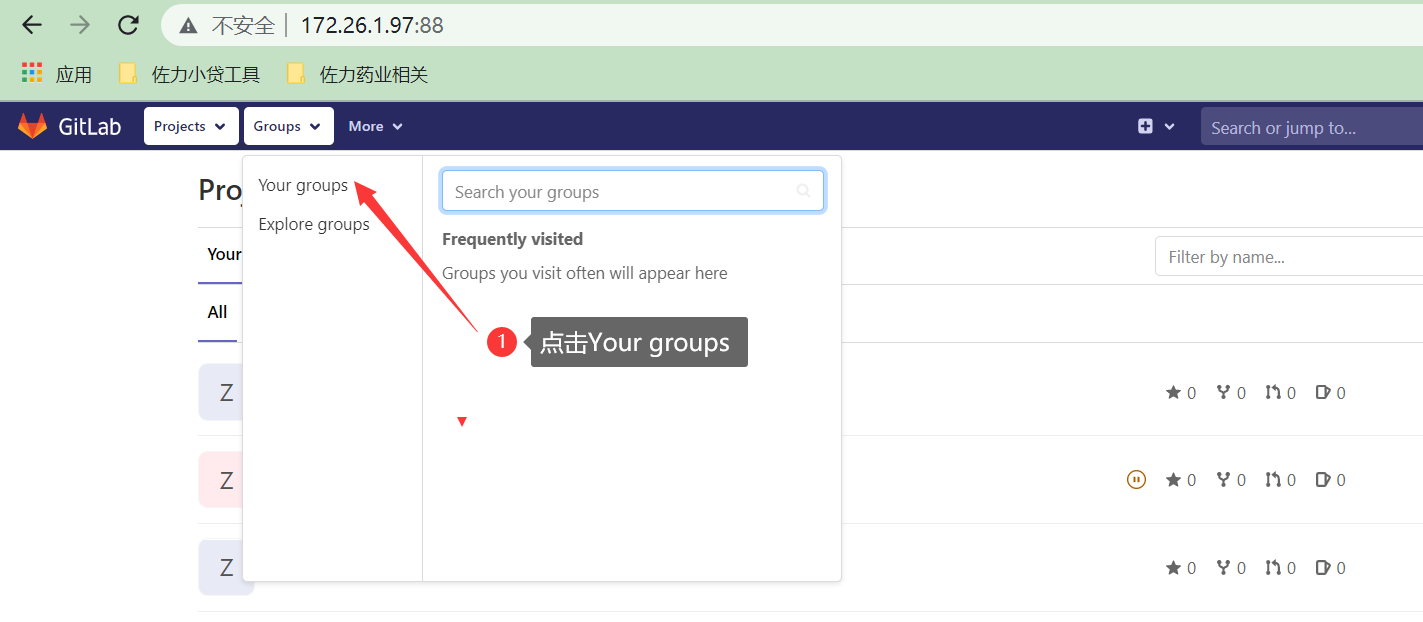 不安全 172.26.1.97:88
应用 佐力小贷工具 佐力药业相关
GitLab Projects Groups More Search or jump to...
Your groups
Search your groups
Explore groups
Frequently visited
Groups you visit often will appear here
Your
Filter by name...
All
1 点击Your groups
Z 0 0 0 0
Z 0 0 0 0
Z 0 0 0 0